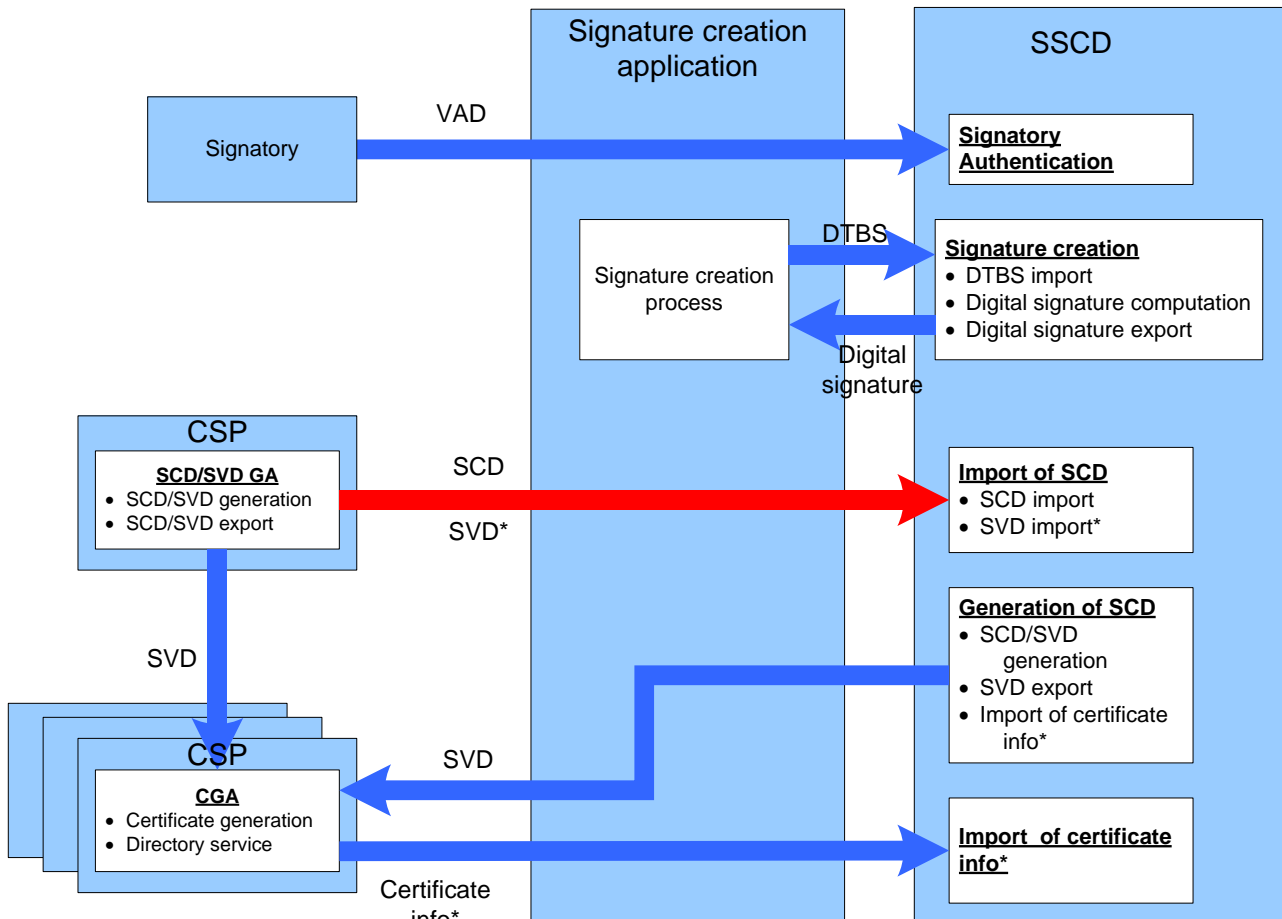 Signature creation
application
SSCD
Signatory
VAD
Signatory
Authentication
Signature creation
process
DTBS
Digital
signature
Signature creation
• DTBS import
• Digital signature computation
• Digital signature export
CSP
SCD/SVD GA
• SCD/SVD generation
• SCD/SVD export
SCD
SVD*
Import of SCD
• SCD import
• SVD import*
SVD
Generation of SCD
• SCD/SVD
generation
• SVD export
• Import of certificate
info*
SVD
CSP
CGA
• Certificate generation
• Directory service
Certificate
info*
Import of certificate
info*